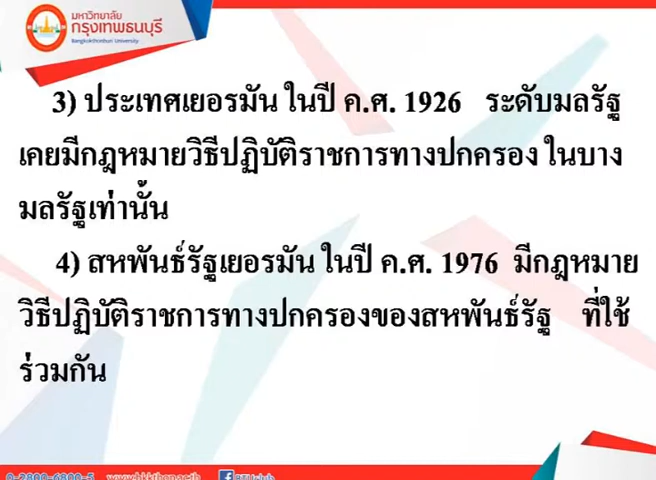 มหาวิทยาลัย
กรุงเทพธนบุรี
Bangkokthonburi University
3) ประเทศเยอรมัน ในปี ค.ศ. 1926 ระดับมลรัฐ
เคยมีกฎหมายวิธีปฏิบัติราชการทางปกครอง ในบาง
มลรัฐเท่านั้น
4) สหพันธ์รัฐเยอรมัน ในปี ค.ศ. 1976 มีกฎหมาย
วิธีปฏิบัติราชการทางปกครองของสหพันธ์รัฐ ที่ใช้
ร่วมกัน